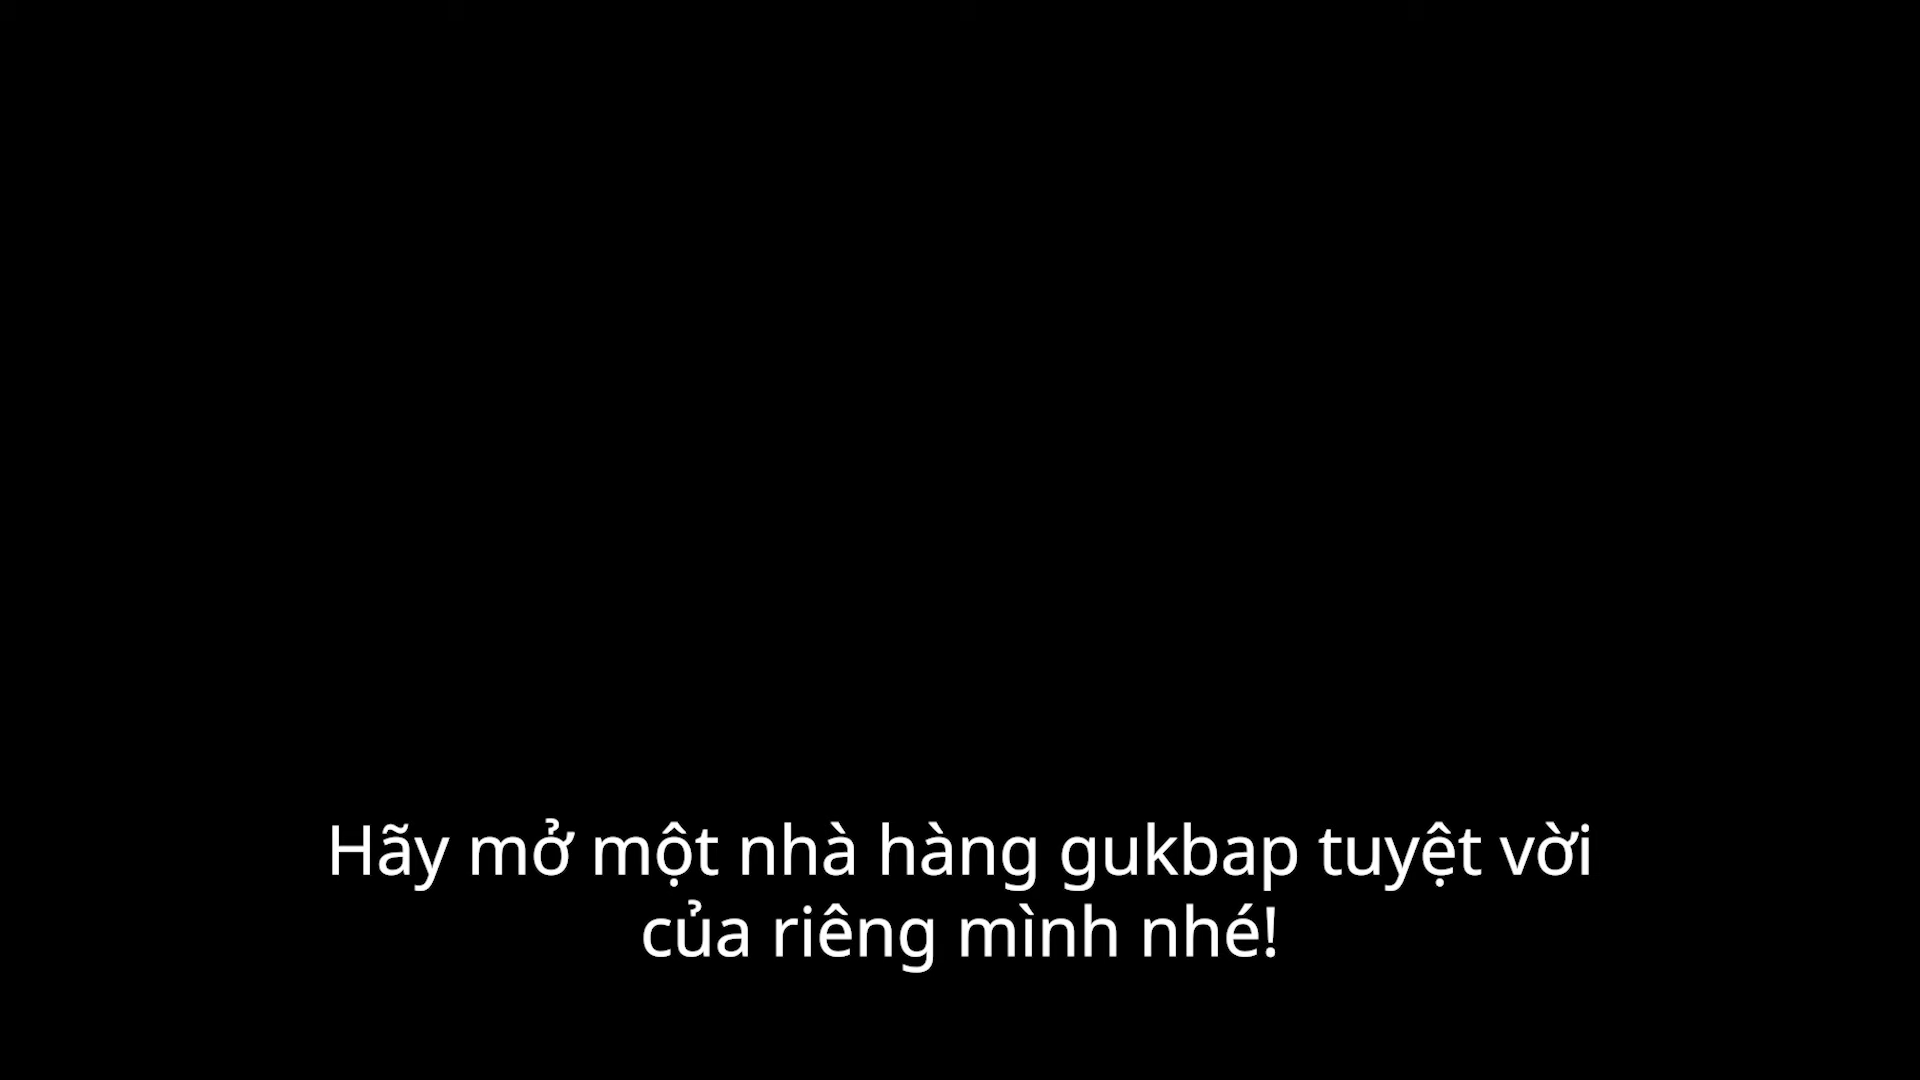 Hãy mở một nhà hàng gukbap tuyệt vời
của riêng mình nhé!